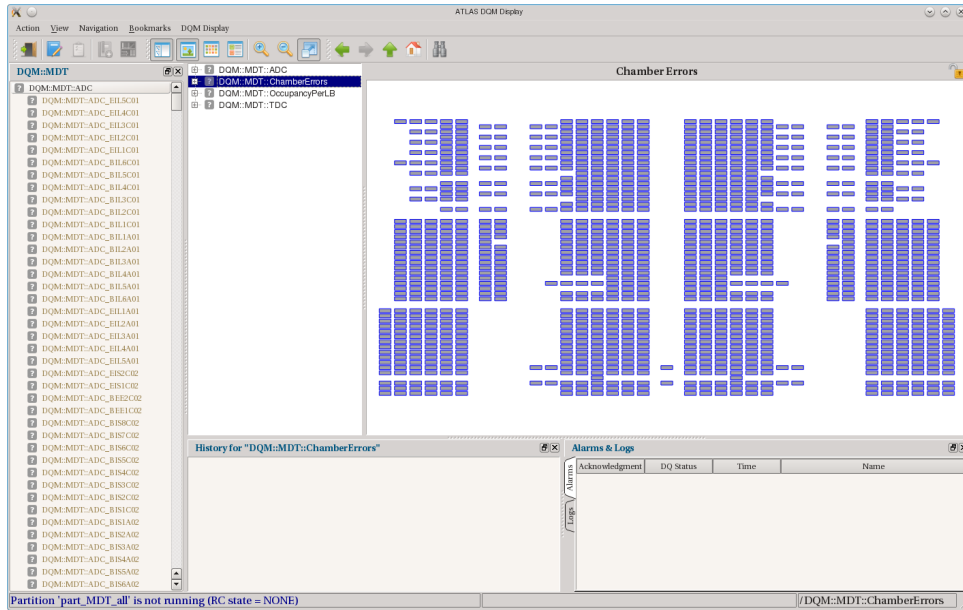 ATLAS DQM Display
Action View Navigation Bookmarks DQM Display
DQM::MDT
DQM::MDT::ADC
DQM::MDT::ADC_EIL5C01
DQM::MDT::ADC_EIL4C01
DQM::MDT::ADC_EIL3C01
DQM::MDT::ADC_EIL2C01
DQM::MDT::ADC_EIL1C01
DQM::MDT::ADC_BIL6C01
DQM::MDT::ADC_BIL5C01
DQM::MDT::ADC_BIL4C01
DQM::MDT::ADC_BIL3C01
DQM::MDT::ADC_BIL2C01
DQM::MDT::ADC_BIL1C01
DQM::MDT::ADC_BIL1A01
DQM::MDT::ADC_BIL2A01
DQM::MDT::ADC_BIL3A01
DQM::MDT::ADC_BIL4A01
DQM::MDT::ADC_BIL5A01
DQM::MDT::ADC_BIL6A01
DQM::MDT::ADC_EIL1A01
DQM::MDT::ADC_EIL2A01
DQM::MDT::ADC_EIL3A01
DQM::MDT::ADC_EIL4A01
DQM::MDT::ADC_EIL5A01
DQM::MDT::ADC_EIS2C02
DQM::MDT::ADC_EIS1C02
DQM::MDT::ADC_BEE2C02
DQM::MDT::ADC_BEE1C02
DQM::MDT::ADC_BIS8C02
DQM::MDT::ADC_BIS7C02
DQM::MDT::ADC_BIS6C02
DQM::MDT::ADC_BIS5C02
DQM::MDT::ADC_BIS4C02
DQM::MDT::ADC_BIS3C02
DQM::MDT::ADC_BIS2C02
DQM::MDT::ADC_BIS1C02
DQM::MDT::ADC_BIS1A02
DQM::MDT::ADC_BIS2A02
DQM::MDT::ADC_BIS3A02
DQM::MDT::ADC_BIS4A02
DQM::MDT::ADC_BIS5A02
DQM::MDT::ADC_BIS6A02
DQM::MDT::ADC
DQM::MDT::ChamberErrors
DQM::MDT::OccupancyPerLB
DQM::MDT::TDC
Chamber Errors
History for "DQM::MDT::ChamberErrors"
Alarms & Logs
Alarms
Logs
Acknowledgment DQ Status Time Name
Partition 'part_MDT_all' is not running (RC state = NONE)
/DQM::MDT::ChamberErrors